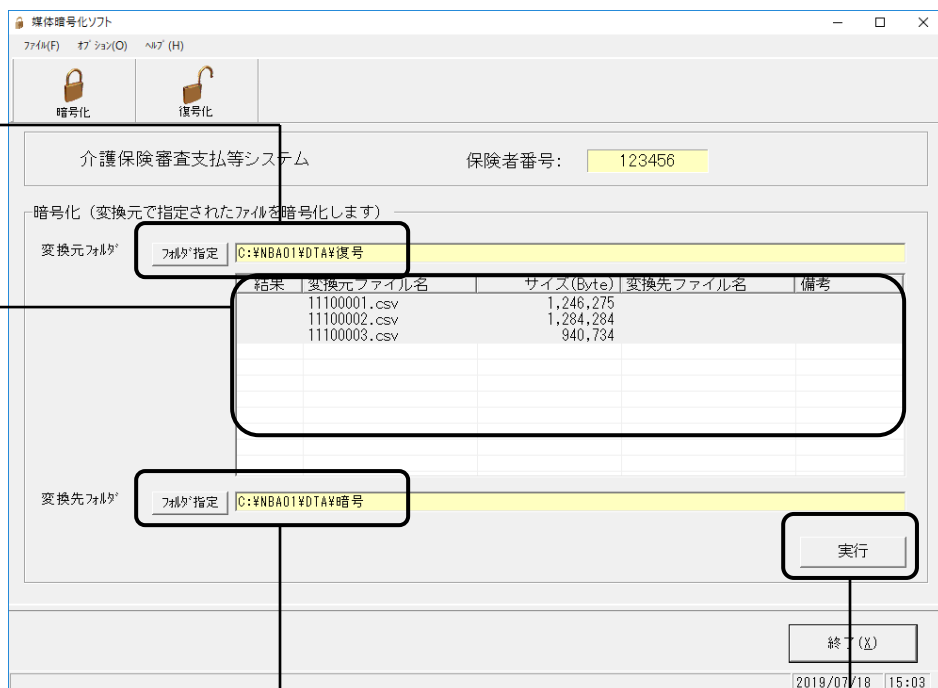 媒体暗号化ソフト
ﾌｧｲﾙ(F) ｵﾌﾟｼｮﾝ(O) ﾍﾙﾌﾟ(H)
暗号化 復号化
介護保険審査支払等システム 保険者番号: 123456
暗号化（変換元で指定されたﾌｧｲﾙを暗号化します）
変換元ﾌｫﾙﾀﾞ ﾌｫﾙﾀﾞ指定 C:¥NBA01¥DTA¥復号
結果 変換元ファイル名 サイズ(Byte) 変換先ファイル名 備考
11100001.csv 1,246,275
11100002.csv 1,284,284
11100003.csv 940,734
変換先ﾌｫﾙﾀﾞ ﾌｫﾙﾀﾞ指定 C:¥NBA01¥DTA¥暗号
実行
終了(X)
2019/07/18 15:03